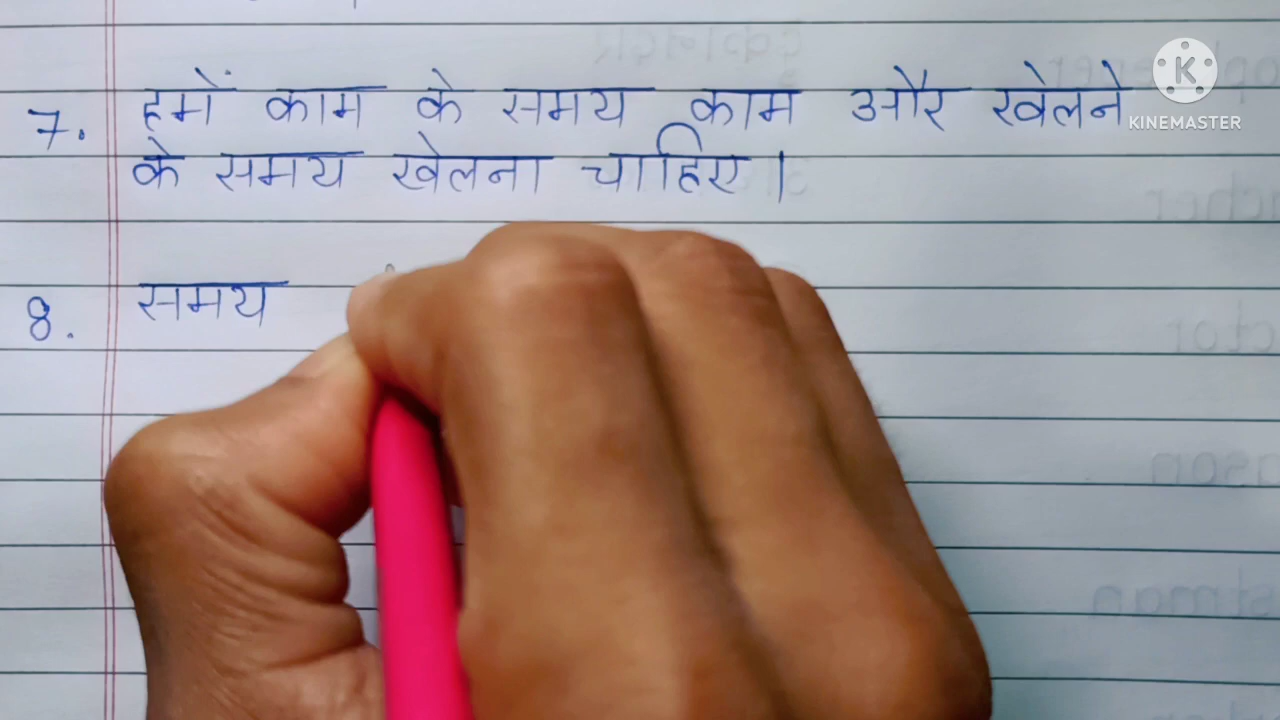 7. हमें काम के समय काम और खेलने
के समय खेलना चाहिए।
8. समय
KINEMASTER